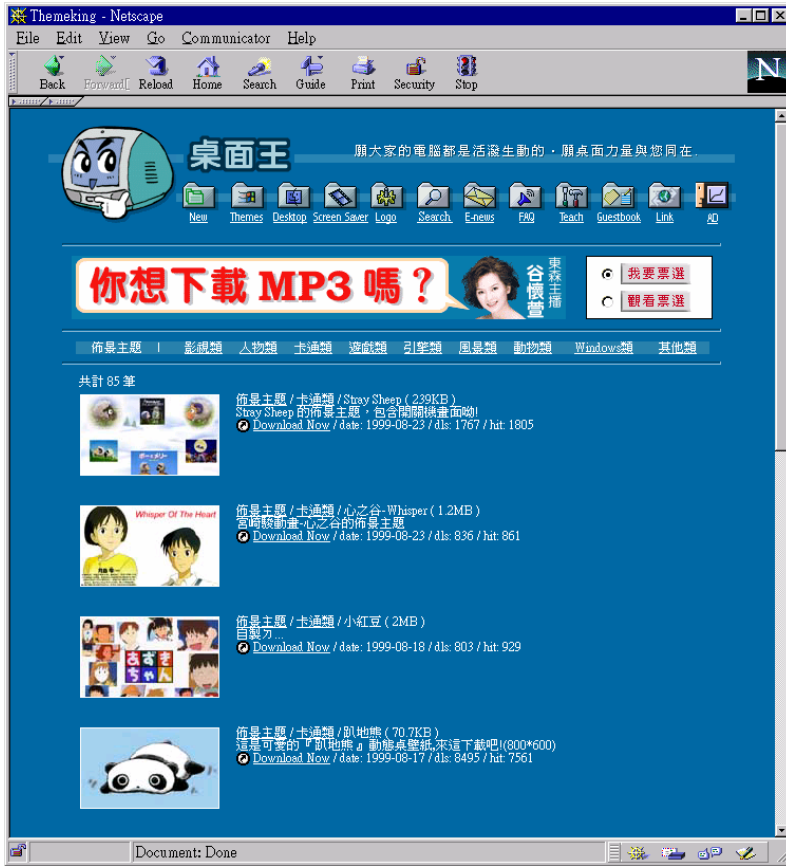 Themeking - Netscape
File Edit View Go Communicator Help
Back Forward Reload Home Search Guide Print Security Stop
N
桌面王
願大家的電腦都是活潑生動的．願桌面力量與您同在.
New Themes Desktop Screen Saver Logo Search E-news FAQ Teach Guestbook Link AD
你想下載 MP3 嗎？
東森主播
谷懷萱
我要票選
觀看票選
佈景主題 | 影視類 人物類 卡通類 遊戲類 引擎類 風景類 動物類 Windows類 其他類
共計 85 筆
佈景主題 / 卡通類 / Stray Sheep ( 239KB )
Stray Sheep 的佈景主題，包含開關機畫面呦!
Download Now / date: 1999-08-23 / dls: 1767 / hit: 1805
Whisper Of The Heart
佈景主題 / 卡通類 / 心之谷-Whisper ( 1.2MB )
宮崎駿動畫-心之谷的佈景主題
Download Now / date: 1999-08-23 / dls: 836 / hit: 861
あずき
ちゃん
佈景主題 / 卡通類 / 小紅豆 ( 2MB )
自製ㄉ...
Download Now / date: 1999-08-18 / dls: 803 / hit: 929
佈景主題 / 卡通類 / 趴地熊 ( 70.7KB )
這是可愛的『趴地熊』動態桌壁紙,來這下載吧!(800*600)
Download Now / date: 1999-08-17 / dls: 8495 / hit: 7561
Document: Done